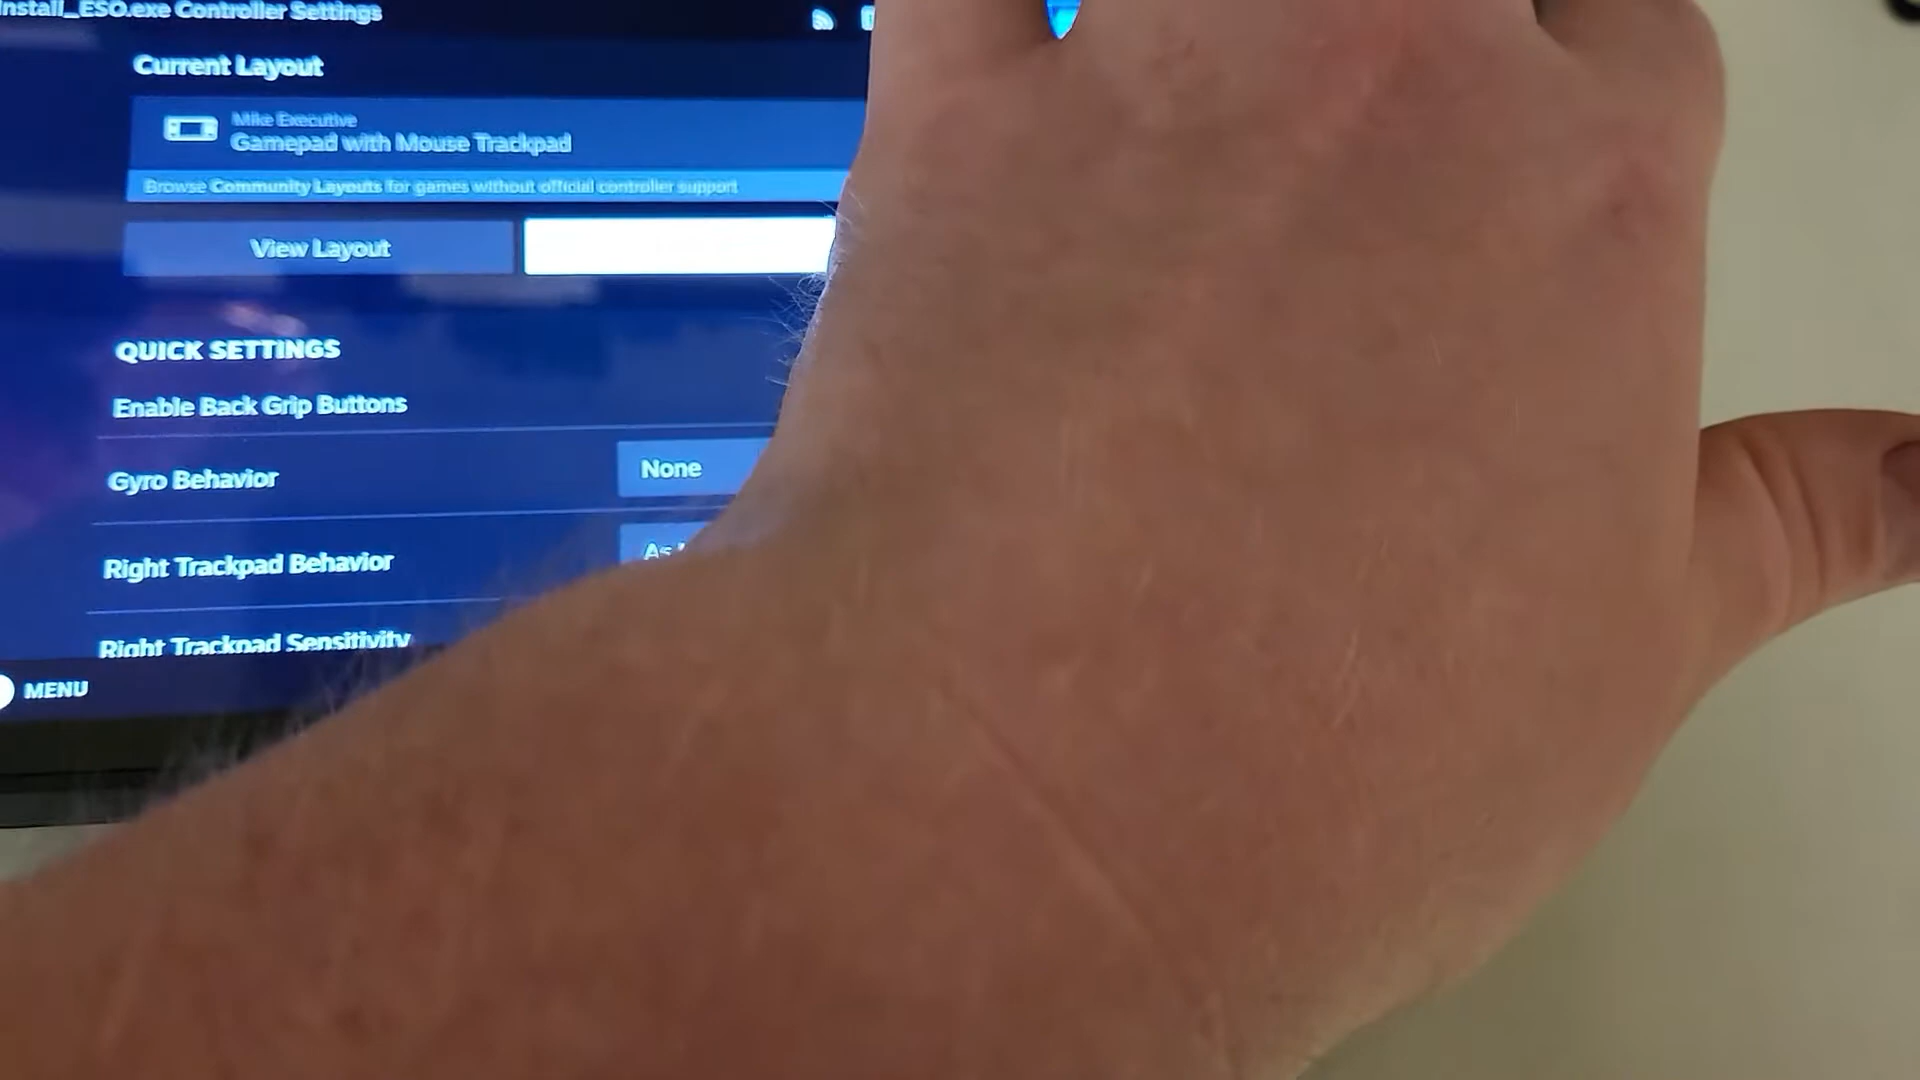 Install_ESO.exe Controller Settings
Current Layout
Mike Executive
Gamepad with Mouse Trackpad
Browse Community Layouts for games without official controller support
View Layout
QUICK SETTINGS
Enable Back Grip Buttons
Gyro Behavior
None
Right Trackpad Behavior
Right Trackpad Sensitivity
MENU